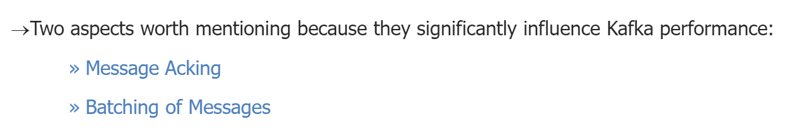 →Two aspects worth mentioning because they significantly influence Kafka performance:
» Message Acking
» Batching of Messages